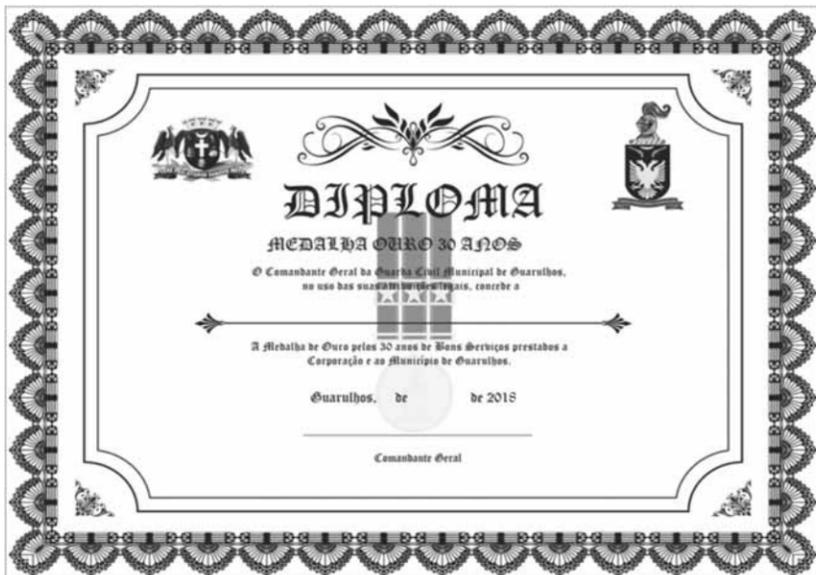 DIPLOMA
MEDALHA OURO 30 ANOS
O Comandante Geral da Guarda Civil Municipal de Guarulhos,
no uso das suas atribuições legais, concede a
A Medalha de Ouro pelos 30 anos de Bons Serviços prestados a
Corporação e ao Município de Guarulhos.
Guarulhos, de de 2018
Comandante Geral